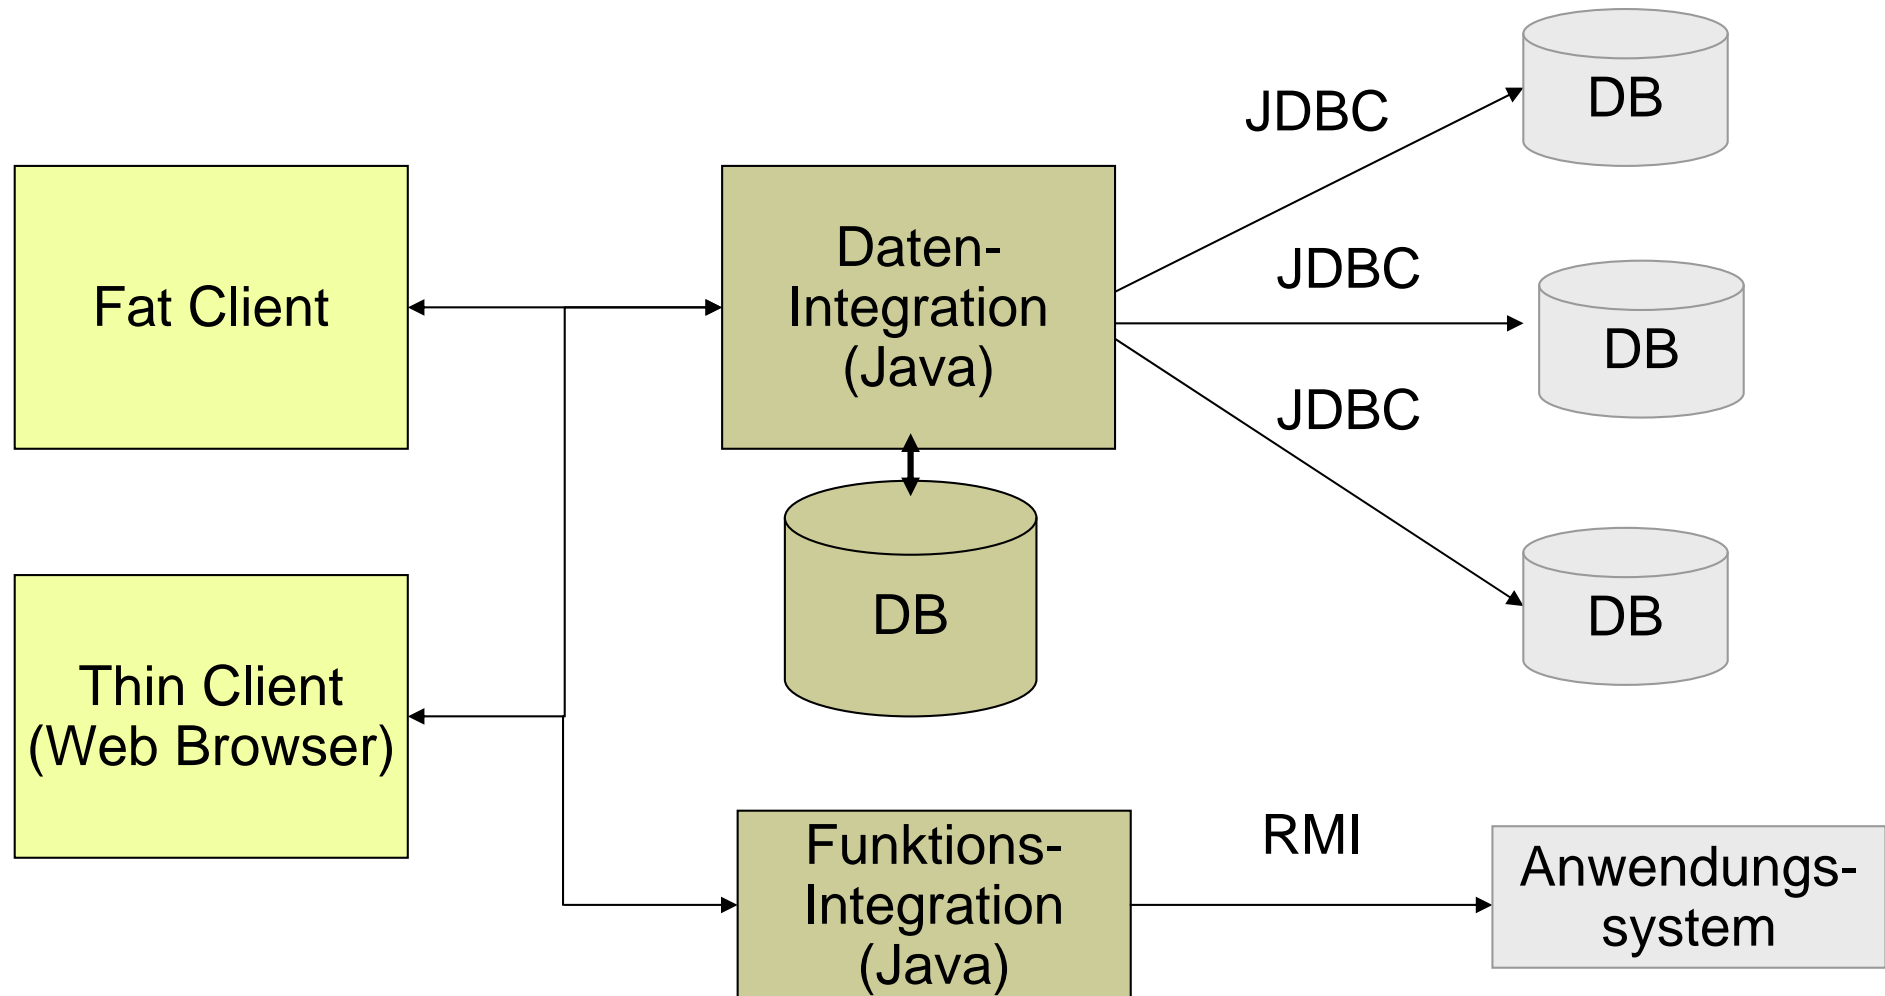 Fat Client
Thin Client
(Web Browser)
Daten-
Integration
(Java)
DB
Funktions-
Integration
(Java)
JDBC
JDBC
JDBC
RMI
DB
DB
DB
Anwendungs-
system